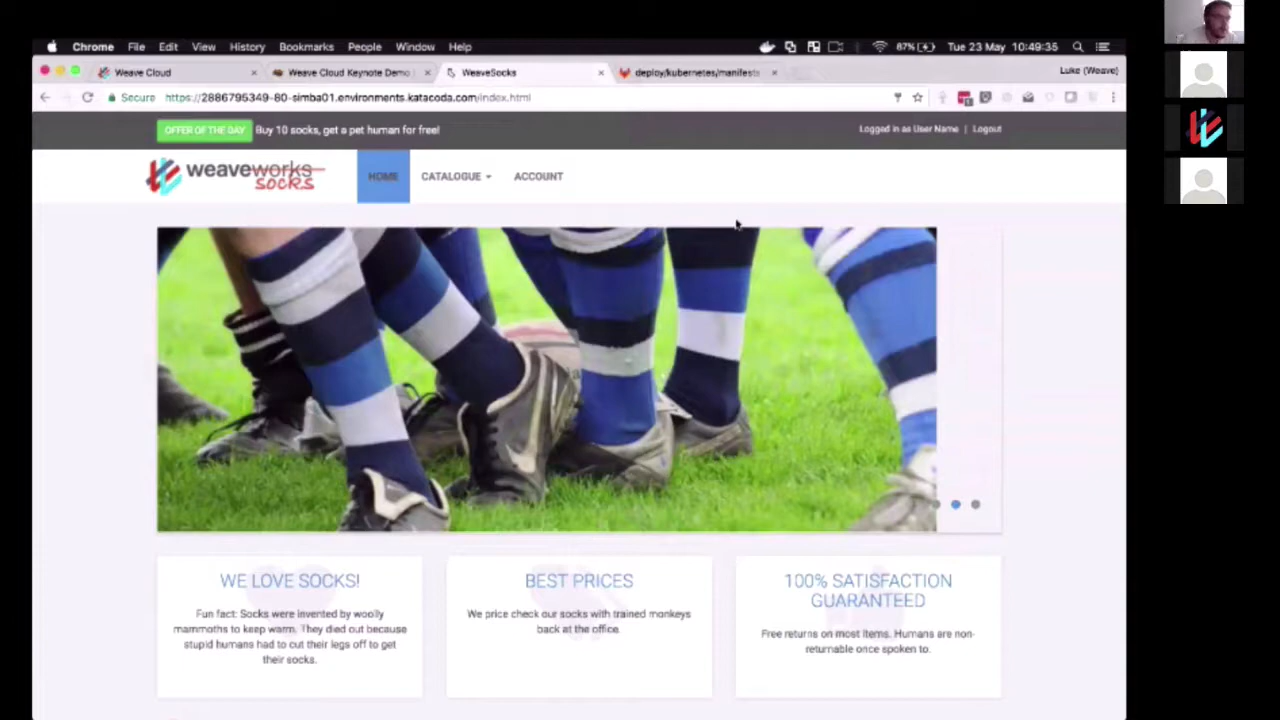 Chrome File Edit View History Bookmarks People Window Help 87% Tue 23 May 10:49:35
Weave Cloud Weave Cloud Keynote Demo WeaveSocks deploy/kubernetes/manifests Luke (Weave)
Secure https://2886795349-80-simba01.environments.katacoda.com/index.html
OFFER OF THE DAY Buy 10 socks, get a pet human for free! Logged in as User Name | Logout
weaveworks
socks
HOME CATALOGUE ACCOUNT
WE LOVE SOCKS!
Fun fact: Socks were invented by woolly
mammoths to keep warm. They died out because
stupid humans had to cut their legs off to get
their socks.
BEST PRICES
We price check our socks with trained monkeys
back at the office.
100% SATISFACTION
GUARANTEED
Free returns on most items. Humans are non-
returnable once spoken to.